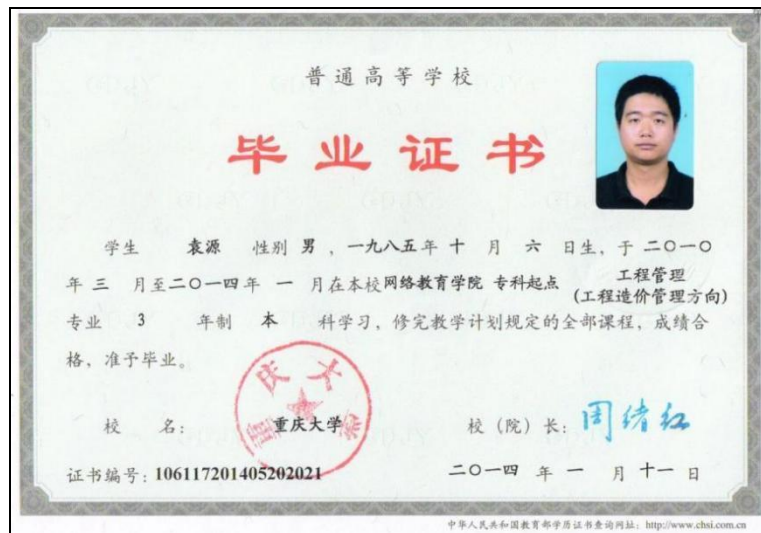 普通高等学校
毕业证书
学生 袁源 性别 男 ，一九八五年 十 月 六 日生，于 二〇一〇
年 三 月至二〇一四年 一 月在本校网络教育学院 专科起点 工程管理
(工程造价管理方向)
专业 3 年制 本 科学习，修完教学计划规定的全部课程，成绩合
格，准予毕业。
重庆大学
校 名： 重庆大学 校（院）长：周绪红
证书编号：106117201405202021 二〇一四 年 一 月 十一 日
中华人民共和国教育部学历证书查询网址：http://www.chsi.com.cn